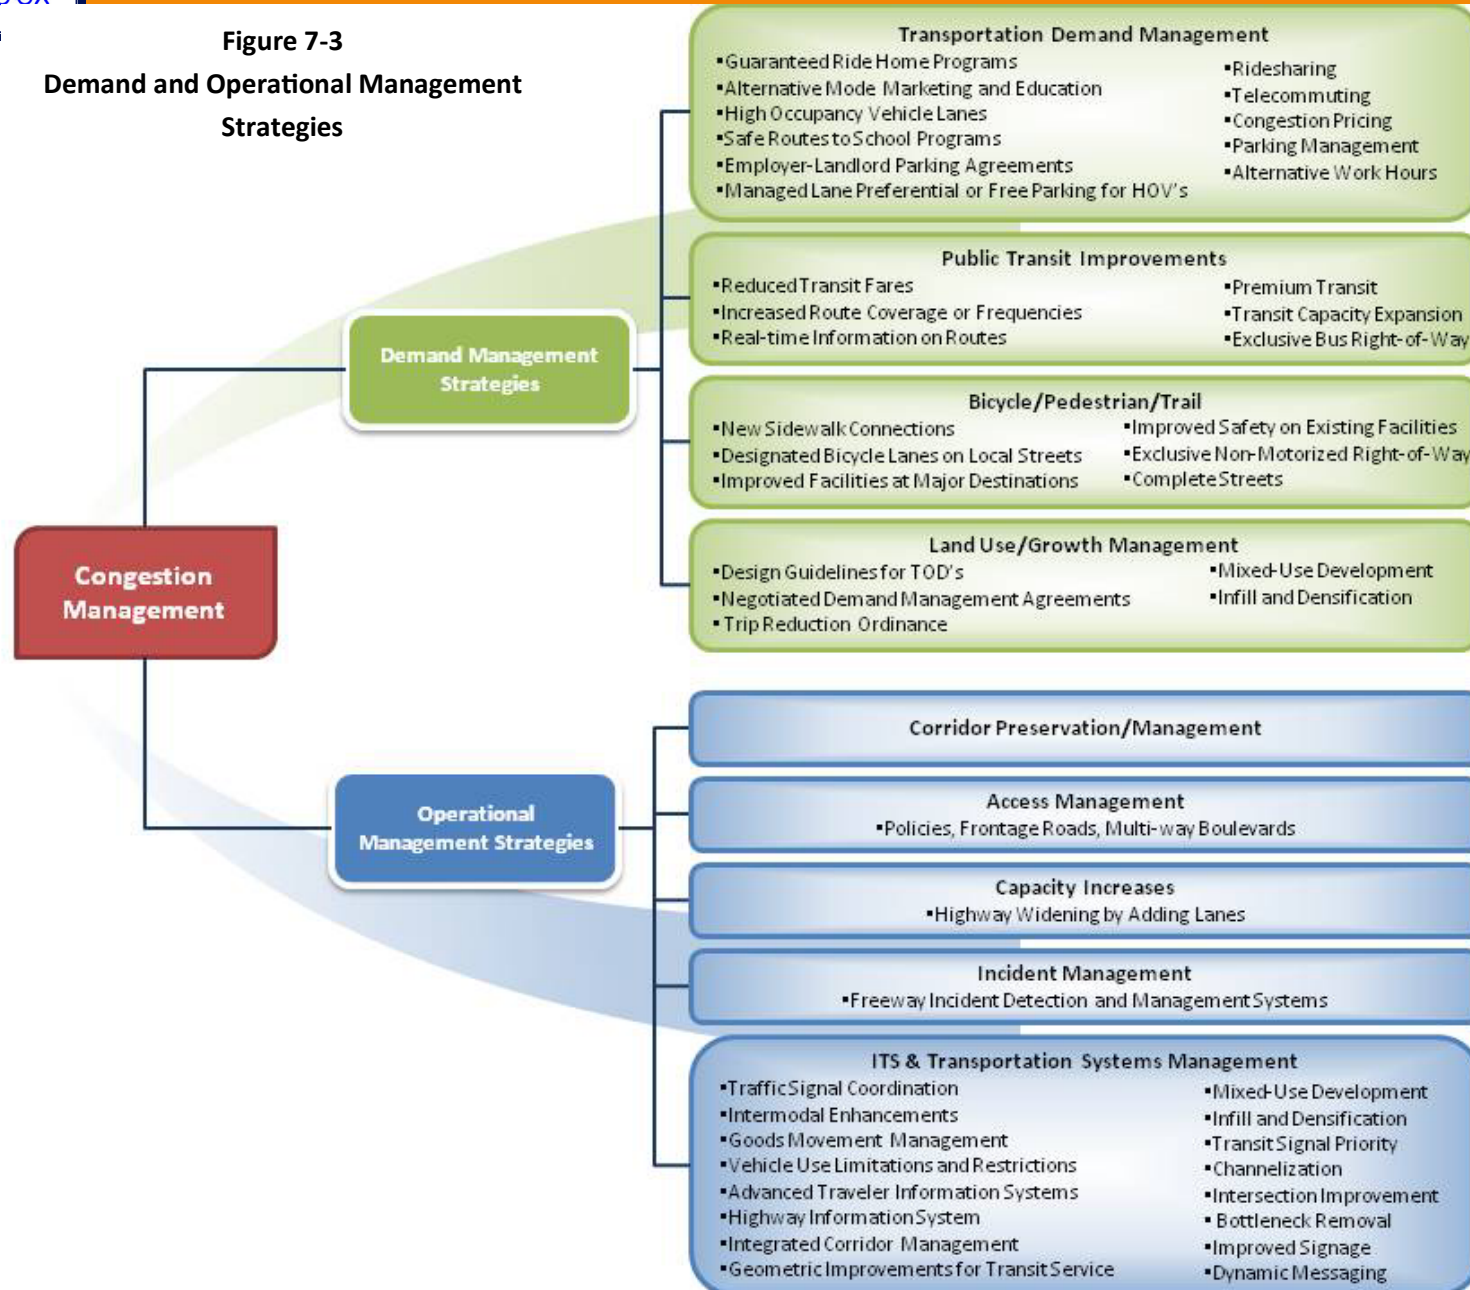 Figure 7-3
Demand and Operational Management
Strategies
Congestion
Management
Demand Management
Strategies
Transportation Demand Management
▪Guaranteed Ride Home Programs
▪Alternative Mode Marketing and Education
▪High Occupancy Vehicle Lanes
▪Safe Routes to School Programs
▪Employer-Landlord Parking Agreements
▪Managed Lane Preferential or Free Parking for HOV's
▪Ridesharing
▪Telecommuting
▪Congestion Pricing
▪Parking Management
▪Alternative Work Hours
Public Transit Improvements
▪Reduced Transit Fares
▪Increased Route Coverage or Frequencies
▪Real-time Information on Routes
▪Premium Transit
▪Transit Capacity Expansion
▪Exclusive Bus Right-of-Way
Bicycle/Pedestrian/Trail
▪New Sidewalk Connections
▪Designated Bicycle Lanes on Local Streets
▪Improved Facilities at Major Destinations
▪Improved Safety on Existing Facilities
▪Exclusive Non-Motorized Right-of-Way
▪Complete Streets
Land Use/Growth Management
▪Design Guidelines for TOD's
▪Negotiated Demand Management Agreements
▪Trip Reduction Ordinance
▪Mixed-Use Development
▪Infill and Densification
Operational
Management Strategies
Corridor Preservation/Management
Access Management
▪Policies, Frontage Roads, Multi-way Boulevards
Capacity Increases
▪Highway Widening by Adding Lanes
Incident Management
▪Freeway Incident Detection and Management Systems
ITS & Transportation Systems Management
▪Traffic Signal Coordination
▪Intermodal Enhancements
▪Goods Movement Management
▪Vehicle Use Limitations and Restrictions
▪Advanced Traveler Information Systems
▪Highway Information System
▪Integrated Corridor Management
▪Geometric Improvements for Transit Service
▪Mixed-Use Development
▪Infill and Densification
▪Transit Signal Priority
▪Channelization
▪Intersection Improvement
▪Bottleneck Removal
▪Improved Signage
▪Dynamic Messaging